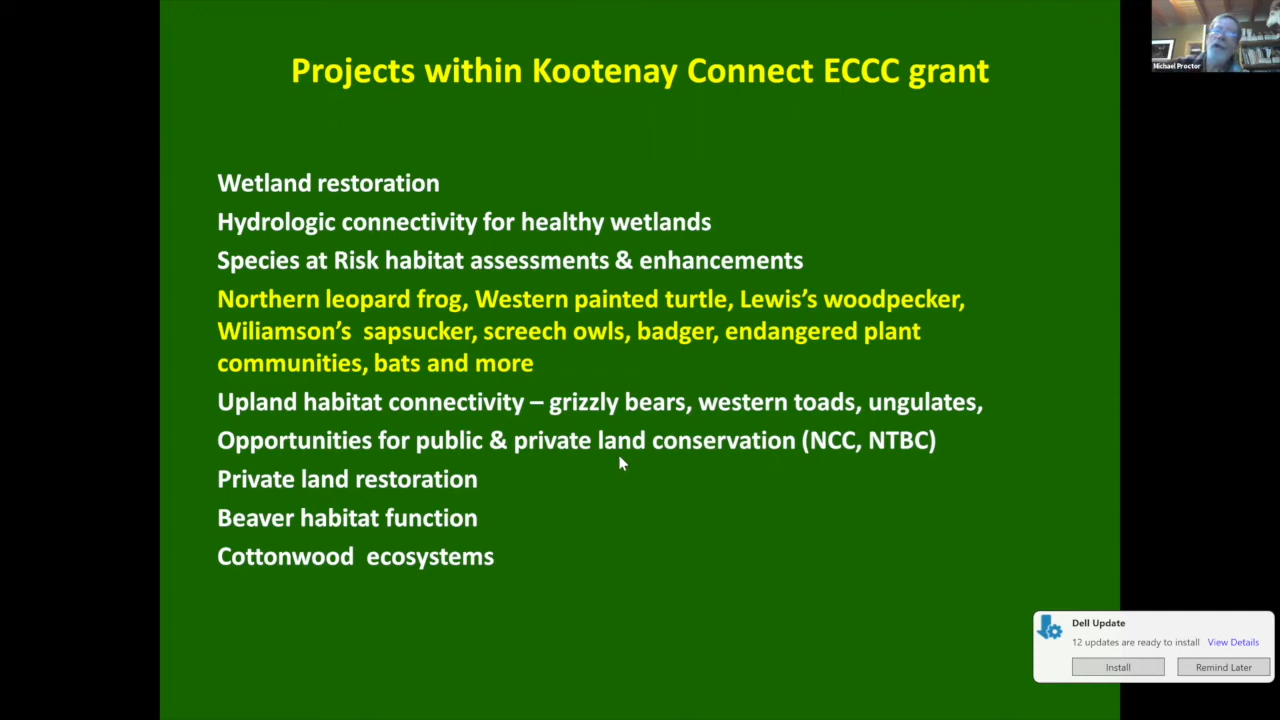 Projects within Kootenay Connect ECCC grant
Michael Proctor
Wetland restoration
Hydrologic connectivity for healthy wetlands
Species at Risk habitat assessments & enhancements
Northern leopard frog, Western painted turtle, Lewis’s woodpecker,
Wiliamson’s  sapsucker, screech owls, badger, endangered plant
communities, bats and more
Upland habitat connectivity – grizzly bears, western toads, ungulates,
Opportunities for public & private land conservation (NCC, NTBC)
Private land restoration
Beaver habitat function
Cottonwood  ecosystems
Dell Update
12 updates are ready to install View Details
Install Remind Later